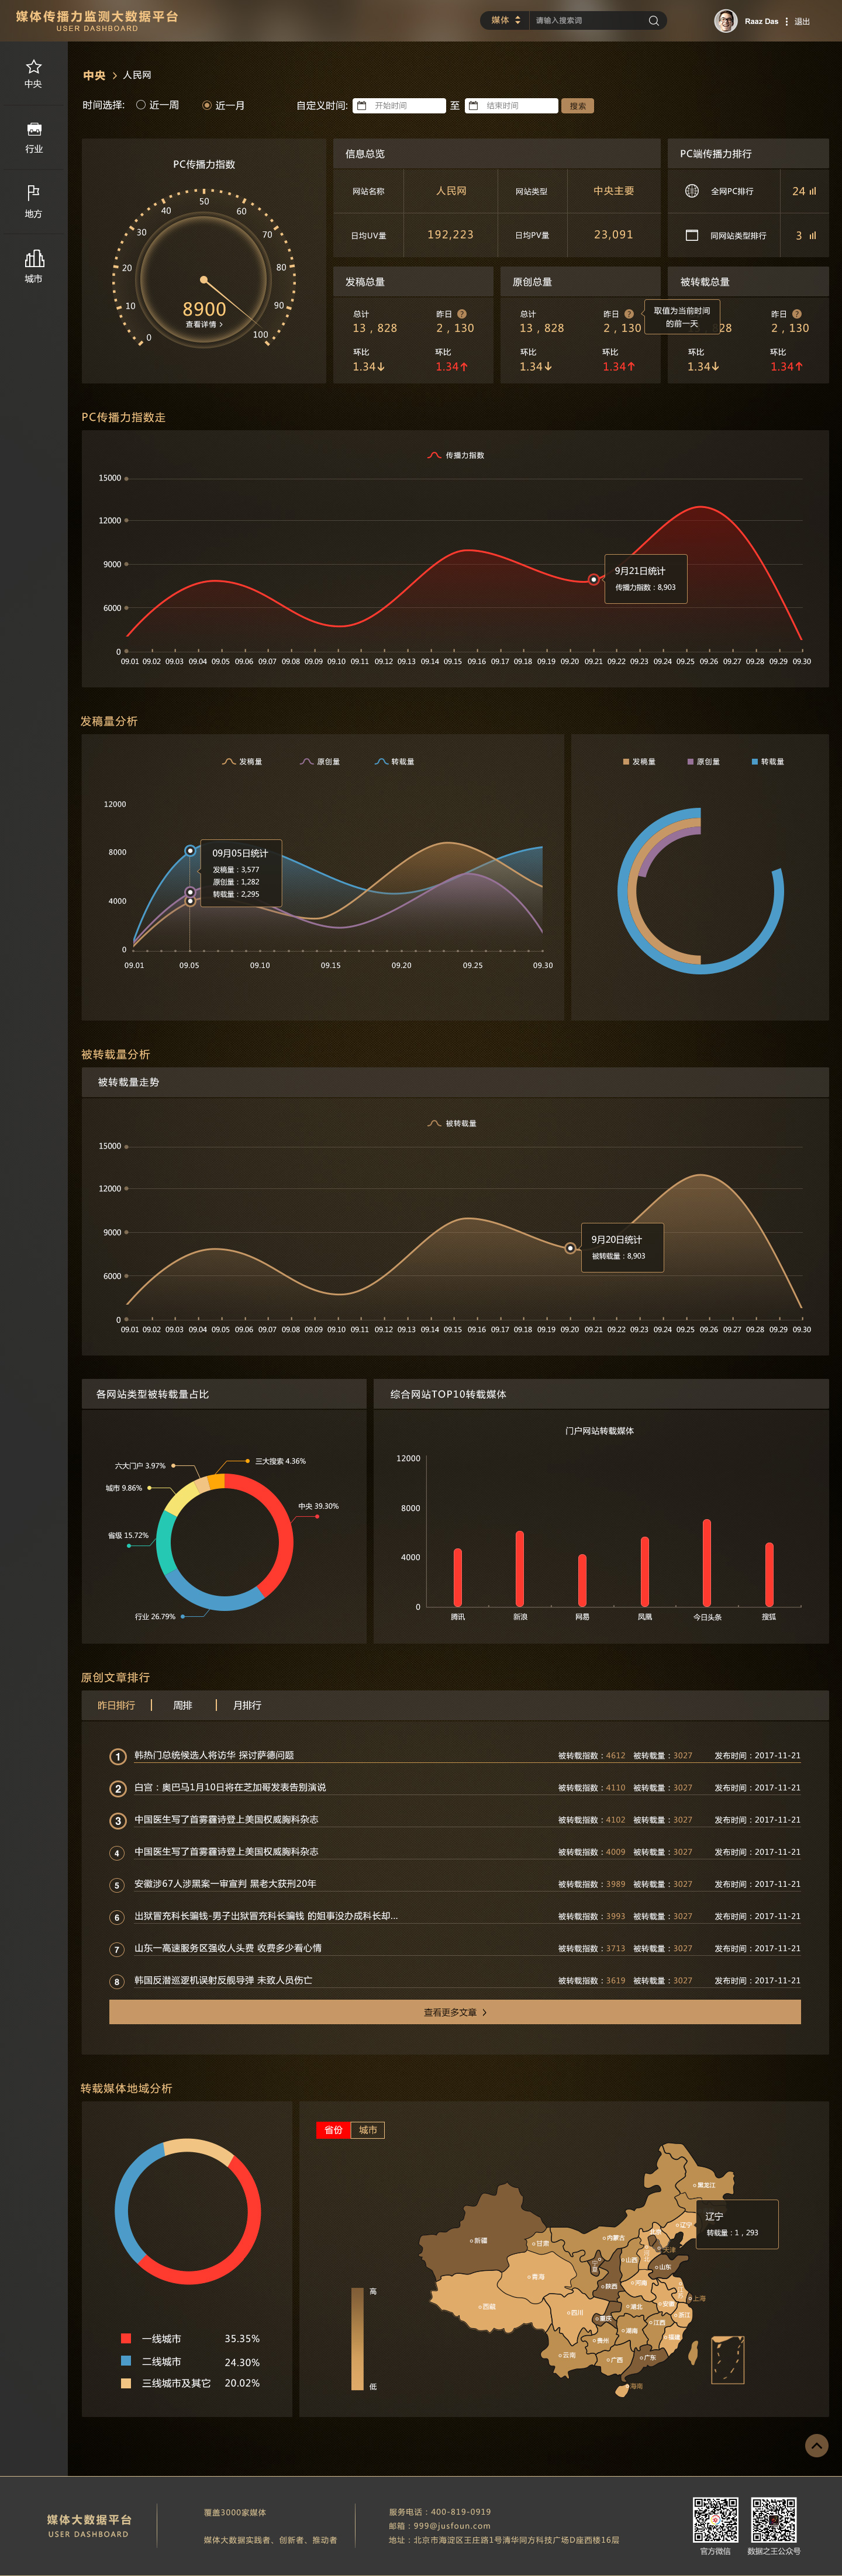 媒体传播力监测大数据平台
USER DASHBOARD
媒体 请输入搜索词
Raaz Das 退出
中央
行业
地方
城市
中央 > 人民网
时间选择: 近一周 近一月 自定义时间: 开始时间 至 结束时间 搜索
PC传播力指数
0 10 20 30 40 50 60 70 80 90 100
8900
查看详情 >
信息总览
网站名称 人民网 网站类型 中央主要
日均UV量 192,223 日均PV量 23,091
PC端传播力排行
全网PC排行 24
同网站类型排行 3
发稿总量
总计 昨日 ?
13，828 2，130
环比 环比
1.34↓ 1.34↑
原创总量
总计 昨日 ?
13，828 2，130
环比 环比
1.34↓ 1.34↑
取值为当前时间
的前一天
被转载总量
昨日 ?
28 2，130
环比 环比
1.34↓ 1.34↑
PC传播力指数走
传播力指数
15000
12000
9000
6000
0
9月21日统计
传播力指数：8,903
09.01 09.02 09.03 09.04 09.05 09.06 09.07 09.08 09.09 09.10 09.11 09.12 09.13 09.14 09.15 09.16 09.17 09.18 09.19 09.20 09.21 09.22 09.23 09.24 09.25 09.26 09.27 09.28 09.29 09.30
发稿量分析
发稿量 原创量 转载量
12000
8000
4000
0
09月05日统计
发稿量：3,577
原创量：1,282
转载量：2,295
09.01 09.05 09.10 09.15 09.20 09.25 09.30
发稿量 原创量 转载量
被转载量分析
被转载量走势
被转载量
15000
12000
9000
6000
0
9月20日统计
被转载量：8,903
09.01 09.02 09.03 09.04 09.05 09.06 09.07 09.08 09.09 09.10 09.11 09.12 09.13 09.14 09.15 09.16 09.17 09.18 09.19 09.20 09.21 09.22 09.23 09.24 09.25 09.26 09.27 09.28 09.29 09.30
各网站类型被转载量占比
三大搜索 4.36%
六大门户 3.97%
城市 9.86%
中央 39.30%
省级 15.72%
行业 26.79%
综合网站TOP10转载媒体
门户网站转载媒体
12000
8000
4000
0
腾讯 新浪 网易 凤凰 今日头条 搜狐
原创文章排行
昨日排行 周排 月排行
1 韩热门总统候选人将访华 探讨萨德问题 被转载指数：4612 被转载量：3027 发布时间：2017-11-21
2 白宫：奥巴马1月10日将在芝加哥发表告别演说 被转载指数：4110 被转载量：3027 发布时间：2017-11-21
3 中国医生写了首雾霾诗登上美国权威胸科杂志 被转载指数：4102 被转载量：3027 发布时间：2017-11-21
4 中国医生写了首雾霾诗登上美国权威胸科杂志 被转载指数：4009 被转载量：3027 发布时间：2017-11-21
5 安徽涉67人涉黑案一审宣判 黑老大获刑20年 被转载指数：3989 被转载量：3027 发布时间：2017-11-21
6 出狱冒充科长骗钱-男子出狱冒充科长骗钱 的姐事没办成科长却... 被转载指数：3993 被转载量：3027 发布时间：2017-11-21
7 山东一高速服务区强收人头费 收费多少看心情 被转载指数：3713 被转载量：3027 发布时间：2017-11-21
8 韩国反潜巡逻机误射反舰导弹 未致人员伤亡 被转载指数：3619 被转载量：3027 发布时间：2017-11-21
查看更多文章 >
转载媒体地域分析
一线城市 35.35%
二线城市 24.30%
三线城市及其它 20.02%
省份 城市
高
低
黑龙江
辽宁
辽宁
转载量：1，293
内蒙古
新疆
甘肃
天津
山西
山东
青海
陕西
河南
西藏
四川
重庆
湖北
安徽
上海
浙江
湖南
江西
贵州
福建
云南
广西
广东
海南
媒体大数据平台
USER DASHBOARD
覆盖3000家媒体
媒体大数据实践者、创新者、推动者
服务电话：400-819-0919
邮箱：999@jusfoun.com
地址：北京市海淀区王庄路1号清华同方科技广场D座西楼16层
官方微信 数据之王公众号